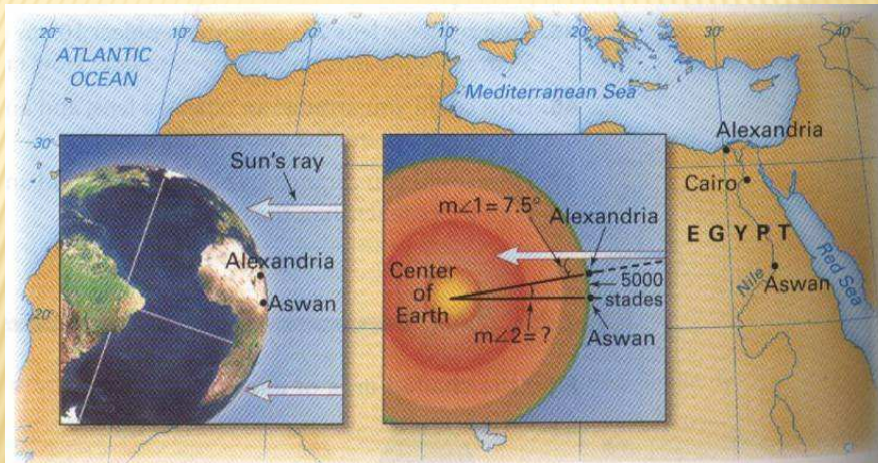 20°
10°
0°
10°
20°
30°
40°
ATLANTIC
OCEAN
Mediterranean Sea
30°
Alexandria
Cairo
EGYPT
Nile
Aswan
Red Sea
20°
Sun's ray
Alexandria
Aswan
m∠1 = 7.5°
Alexandria
Center
of
Earth
5000
stades
m∠2 = ?
Aswan